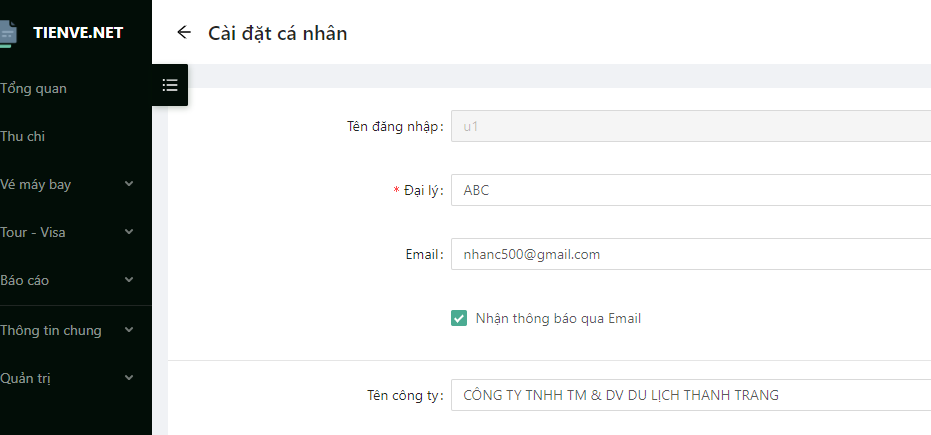 TIENVE.NET
Cài đặt cá nhân
Tổng quan
Thu chi
Vé máy bay
Tour - Visa
Báo cáo
Thông tin chung
Quản trị
Tên đăng nhập: u1
* Đại lý: ABC
Email: nhanc500@gmail.com
Nhận thông báo qua Email
Tên công ty: CÔNG TY TNHH TM & DV DU LỊCH THANH TRANG